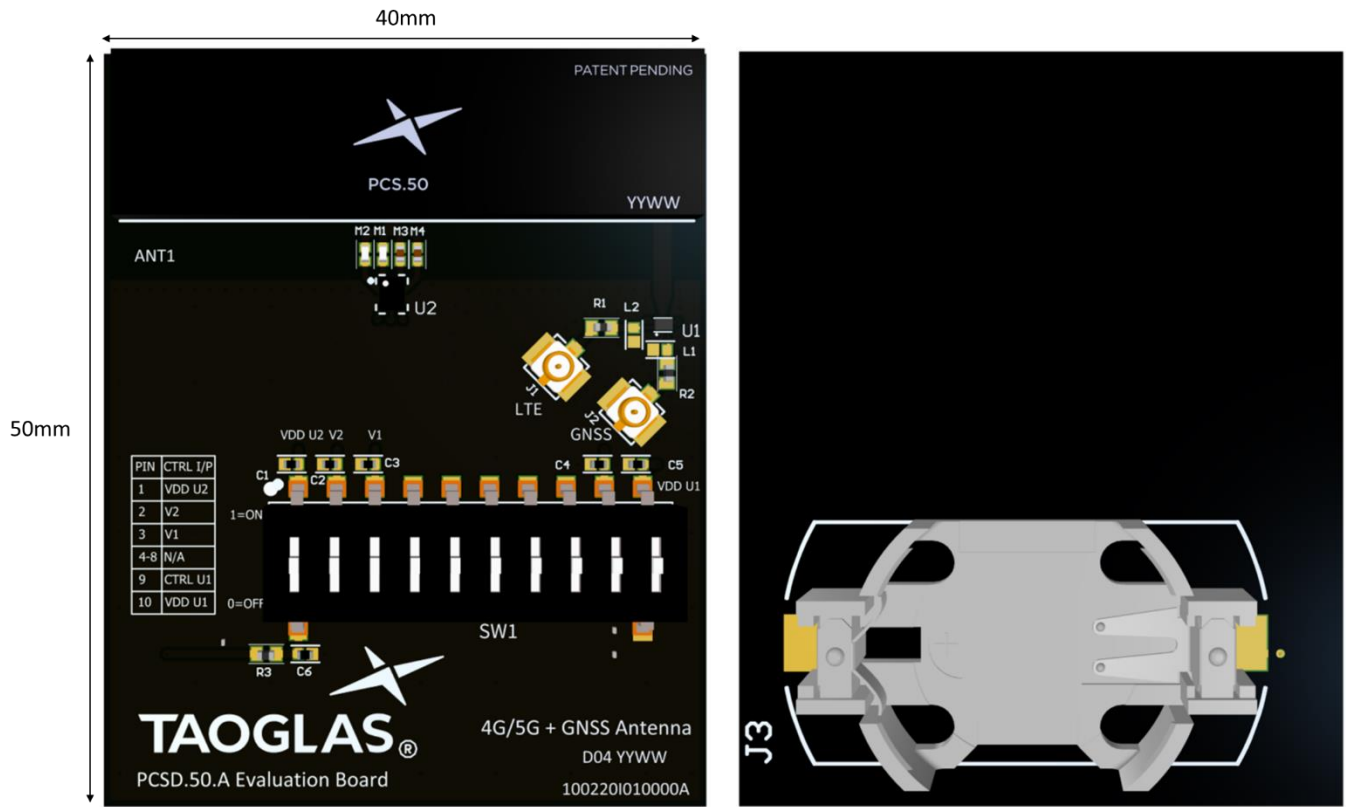 40mm
50mm
PATENT PENDING
PCS.50
YYWW
M2 M1 M3 M4
ANT1
U2
R1
L2
U1
L1
R2
J1
LTE
J2
GNSS
VDD U2 V2 V1
C1
C2
C3
C4
C5
VDD U1
PIN CTRL I/P
1 VDD U2
2 V2
3 V1
4-8 N/A
9 CTRL U1
10 VDD U1
1=ON
0=OFF
SW1
R3 C6
TAOGLAS®
PCSD.50.A Evaluation Board
4G/5G + GNSS Antenna
D04 YYWW
100220I010000A
J3